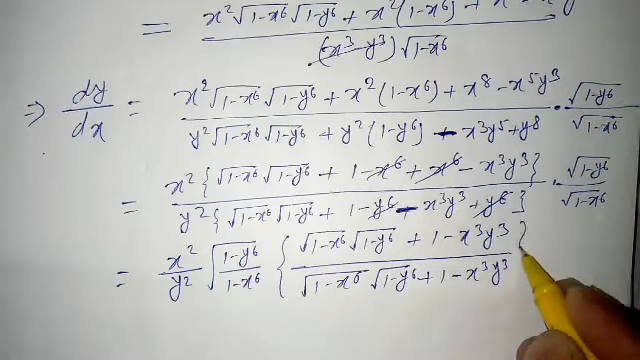 = x²√1-x⁶ √1-y⁶ + x²(1-x⁶) + / (x³-y³)√1-x⁶
⇒ dy/dx = x²√1-x⁶ √1-y⁶ + x²(1-x⁶) + x⁸ - x⁵y³ / y²√1-x⁶ √1-y⁶ + y²(1-y⁶) - x³y⁵ + y⁸ · √1-y⁶ / √1-x⁶
= x²{√1-x⁶ √1-y⁶ + 1 - x⁶ + x⁶ - x³y³} / y²{√1-x⁶ √1-y⁶ + 1 - y⁶ - x³y³ + y⁶} · √1-y⁶ / √1-x⁶
= x²/y² √1-y⁶/1-x⁶ {√1-x⁶ √1-y⁶ + 1 - x³y³ / √1-x⁶ √1-y⁶ + 1 - x³y³}